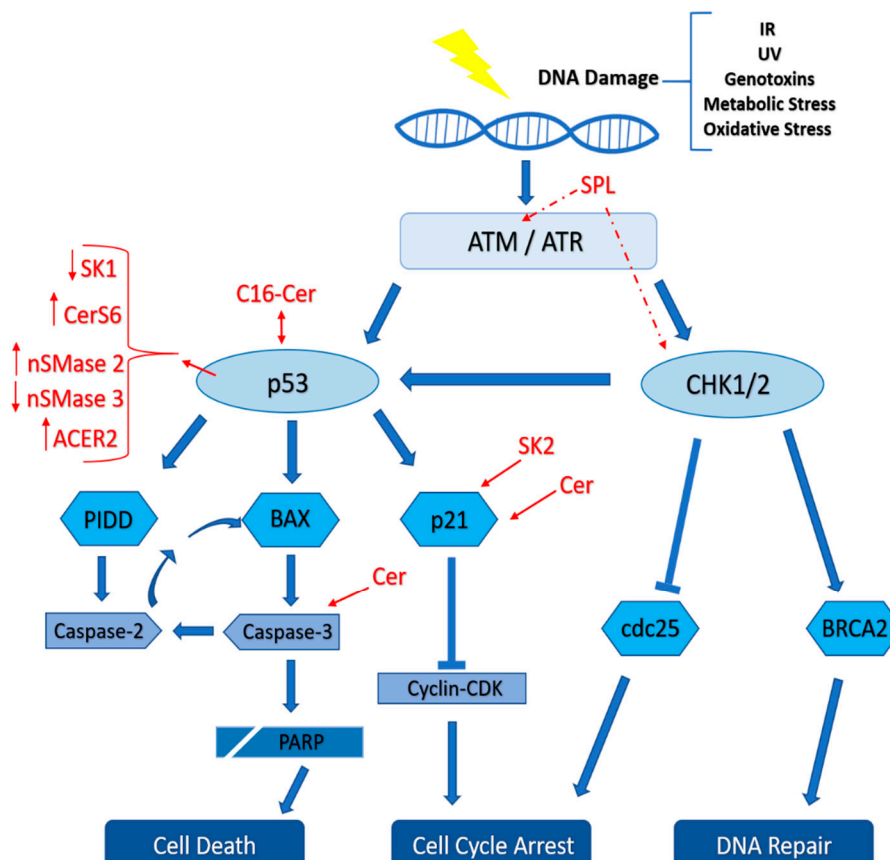 IR
UV
DNA Damage
Genotoxins
Metabolic Stress
Oxidative Stress
SPL
ATM / ATR
↓ SK1
↑ CerS6
↑ nSMase 2
↓ nSMase 3
↑ ACER2
C16-Cer
p53
CHK1/2
SK2
Cer
PIDD
BAX
p21
Cer
Caspase-2
Caspase-3
cdc25
BRCA2
Cyclin-CDK
PARP
Cell Death
Cell Cycle Arrest
DNA Repair